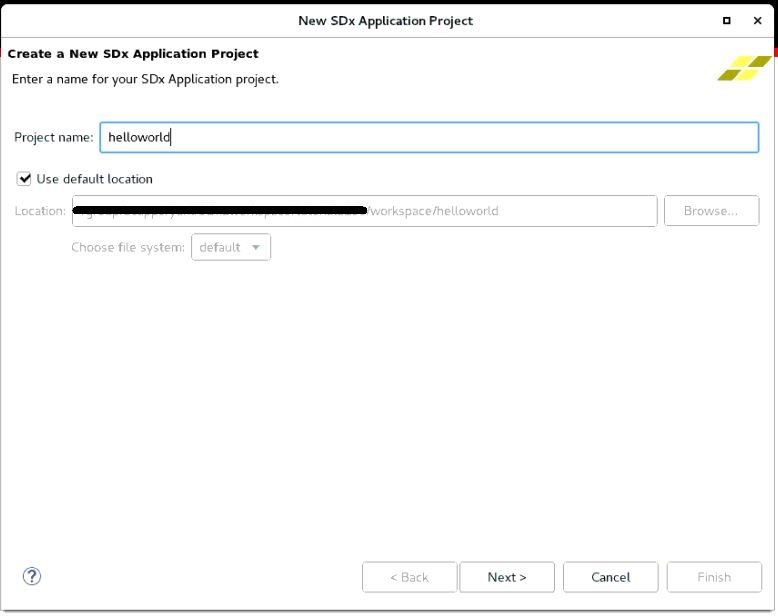 New SDx Application Project
Create a New SDx Application Project
Enter a name for your SDx Application project.
Project name: helloworld
Use default location
Location: /workspace/helloworld Browse...
Choose file system: default
? < Back Next > Cancel Finish